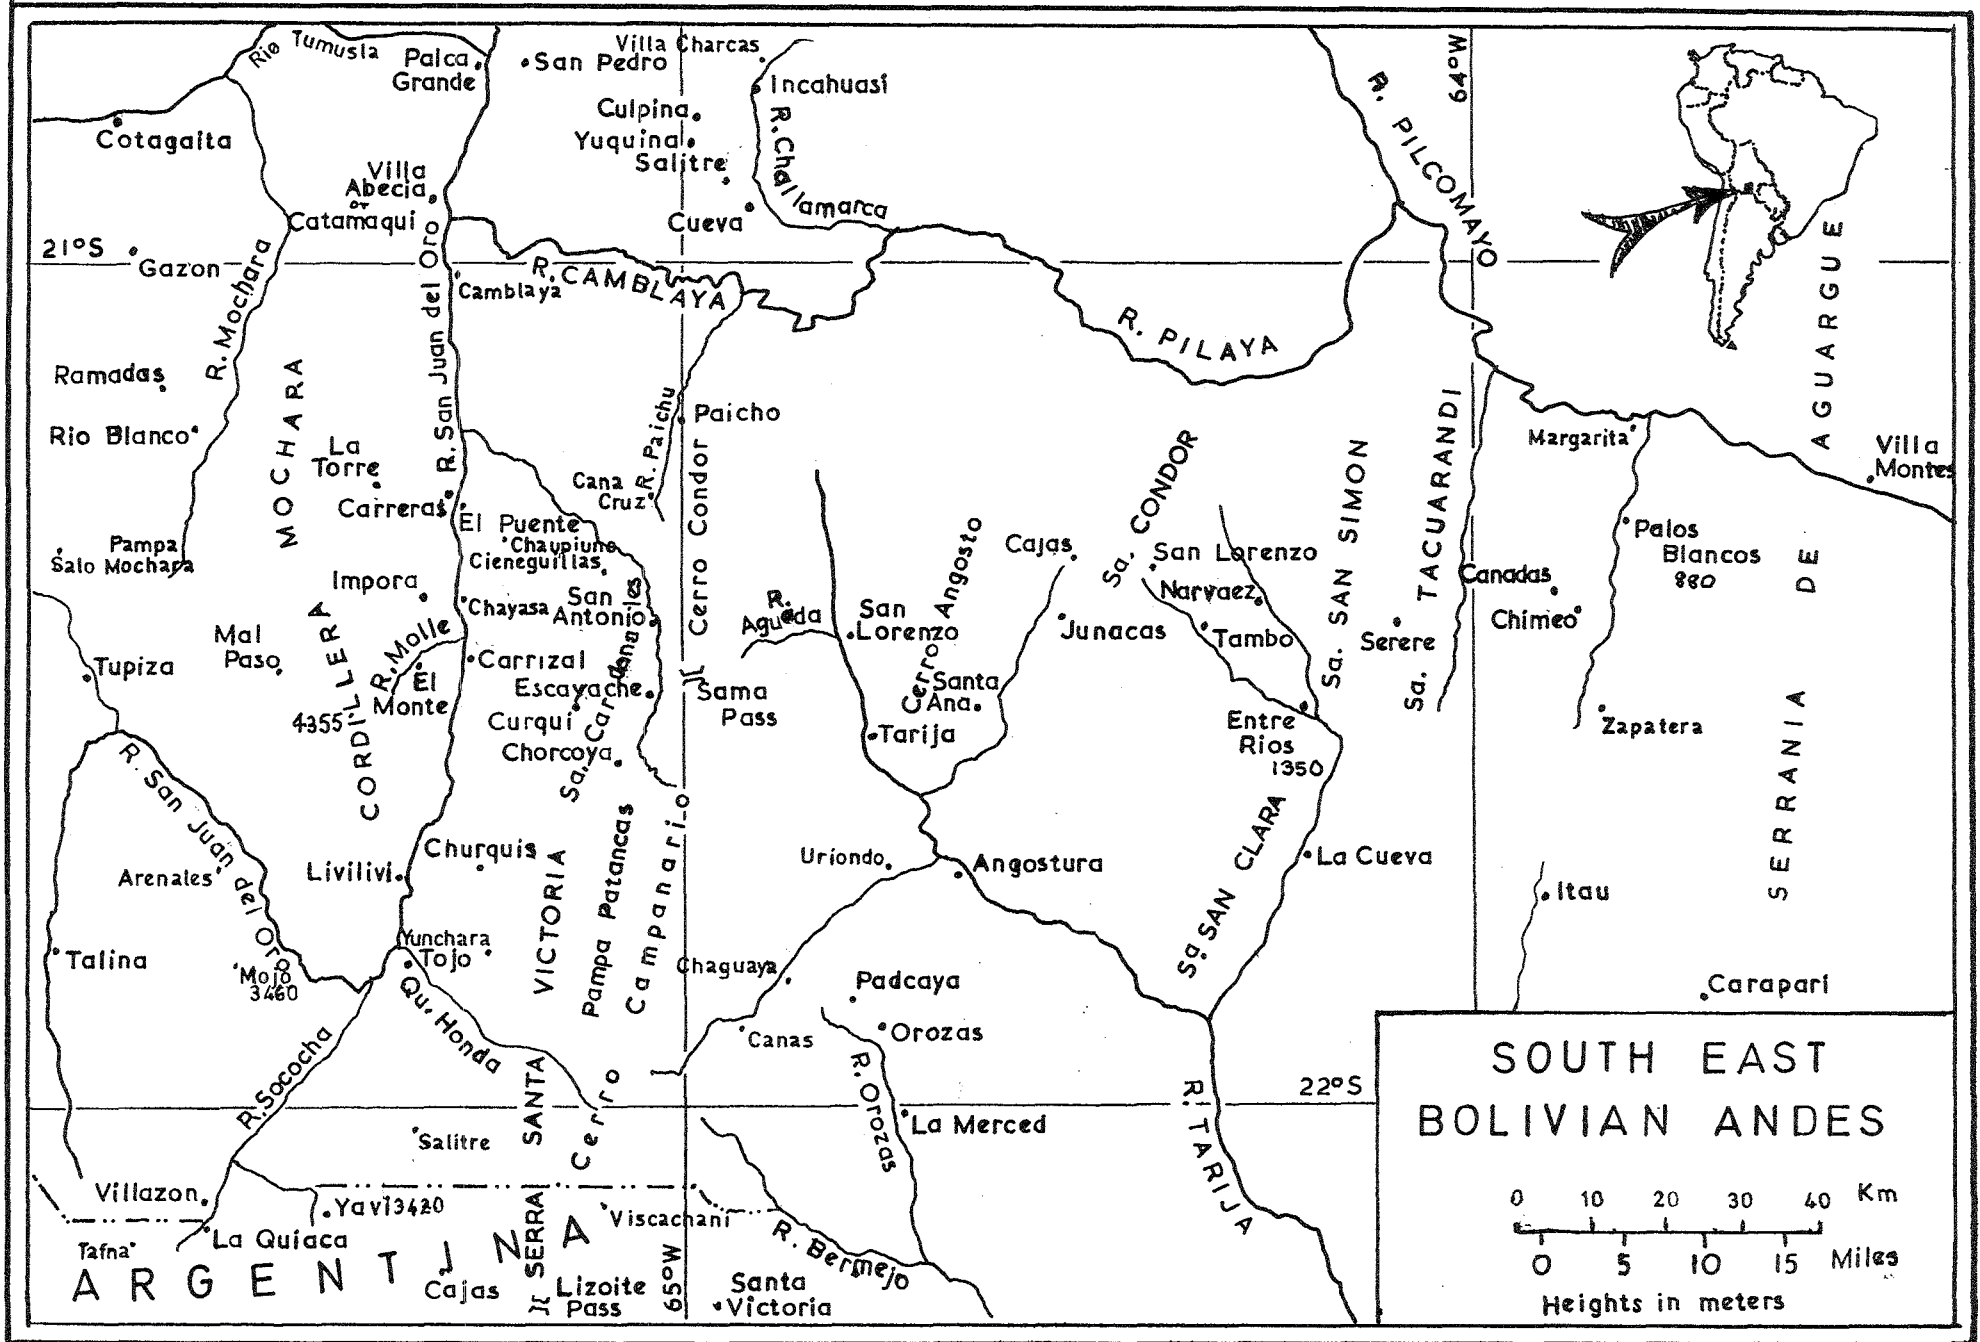 Rio Tumusla
Palca
Grande
San Pedro
Villa Charcas
Incahuasi
Culpina
Yuquina
Salitre
R. Challamarca
Cueva
Cotagaita
Villa
Abecia
or
Catamaqui
R. PILCOMAYO
64°W
21°S
Gazon
R. Mochara
R. San Juan del Oro
Camblaya
R. CAMBLAYA
R. PILAYA
SERRANIA DE AGUARGUE
Ramadas
Rio Blanco
CORDILLERA MOCHARA
La
Torre
Carreras
R. Paichu
Paicho
Cana
Cruz
Cerro Condor
El Puente
Chaupiuno
Cieneguillas
Pampa
Salo Mochara
Impora
Chayasa
San
Antonio
R. Molle
Mal
Paso
Tupiza
Carrizal
El
Monte
4355
Escayache
Curqui
Chorcoya
Sa. Cardonales
Sama
Pass
R.
Agueda
San
Lorenzo
Cerro Angosto
Cajas
Junacas
Santa
Ana
Tarija
Sa. CONDOR
San Lorenzo
Narvaez
Tambo
Sa. SAN SIMON
Serere
Sa. TACUARANDI
Margarita
Villa
Montes
Palos
Blancos
880
Canadas
Chimeo
Zapatera
Entre
Rios
1350
R. San Juan del Oro
Arenales
Livilivi
Churquis
Talina
Mojo
3460
Yunchara
Tojo
Qu. Honda
R. Sococha
SERRA SANTA VICTORIA
Pampa Patancas
Cerro Campanario
Uriondo
Angostura
Sa. SAN CLARA
La Cueva
Itau
Chaguaya
Padcaya
Canas
Orozas
R. Orozas
Carapari
La Merced
22°S
R. TARIJA
Salitre
Villazon
Yavi 3420
La Quiaca
Tafna
ARGENTINA
Cajas
Lizoite
Pass
Viscachani
65°W
R. Bermejo
Santa
Victoria
SOUTH EAST
BOLIVIAN ANDES
0 10 20 30 40 Km
0 5 10 15 Miles
Heights in meters